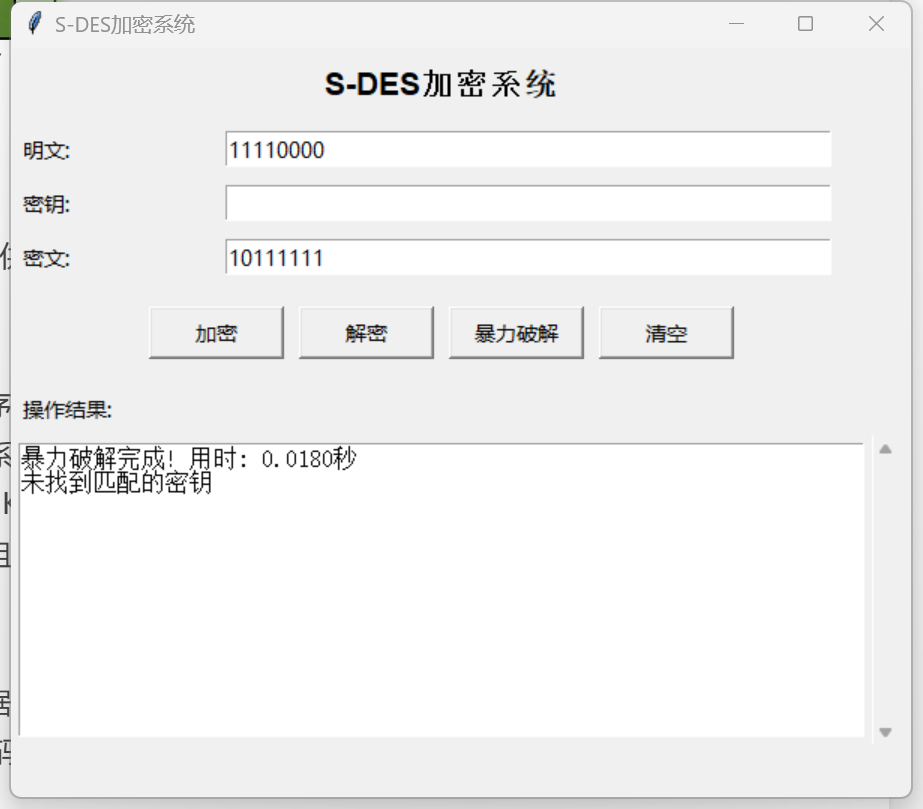 S-DES加密系统
S-DES加密系统
明文: 11110000
密钥:
密文: 10111111
加密 解密 暴力破解 清空
操作结果:
暴力破解完成! 用时: 0.0180秒
未找到匹配的密钥